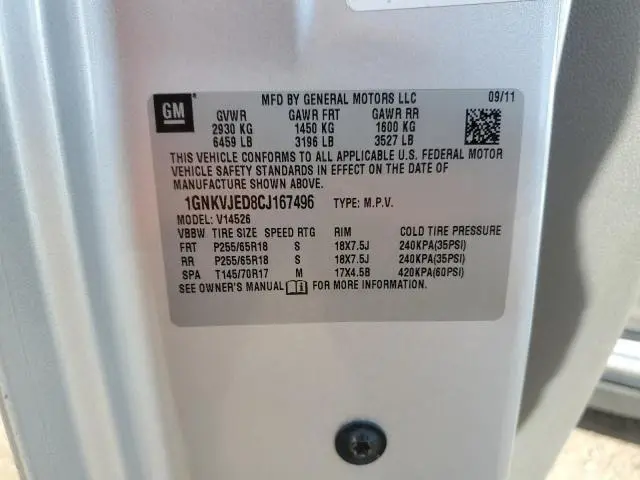 GM MFD BY GENERAL MOTORS LLC 09/11
GVWR GAWR FRT GAWR RR
2930 KG 1450 KG 1600 KG
6459 LB 3196 LB 3527 LB
THIS VEHICLE CONFORMS TO ALL APPLICABLE U.S. FEDERAL MOTOR
VEHICLE SAFETY STANDARDS IN EFFECT ON THE DATE OF
MANUFACTURE SHOWN ABOVE.
1GNKVJED8CJ167496 TYPE: M.P.V.
MODEL: V14526
VBBW TIRE SIZE SPEED RTG RIM COLD TIRE PRESSURE
FRT P255/65R18 S 18X7.5J 240KPA(35PSI)
RR P255/65R18 S 18X7.5J 240KPA(35PSI)
SPA T145/70R17 M 17X4.5B 420KPA(60PSI)
SEE OWNER'S MANUAL FOR MORE INFORMATION.